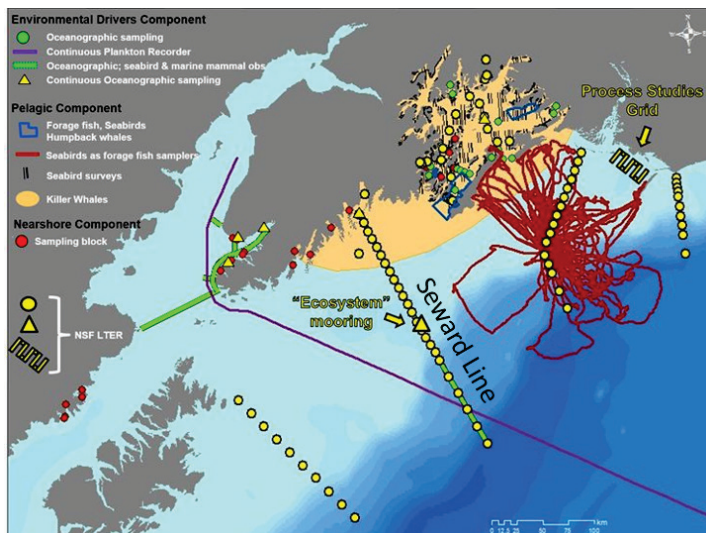 Environmental Drivers Component
Oceanographic sampling
Continuous Plankton Recorder
Oceanographic; seabird & marine mammal obs
Continuous Oceanographic sampling
Pelagic Component
Forage fish, Seabirds
Humpback whales
Seabirds as forage fish samplers
Seabird surveys
Killer Whales
Nearshore Component
Sampling block
NSF LTER
Process Studies
Grid
"Ecosystem"
mooring
Seward Line
km